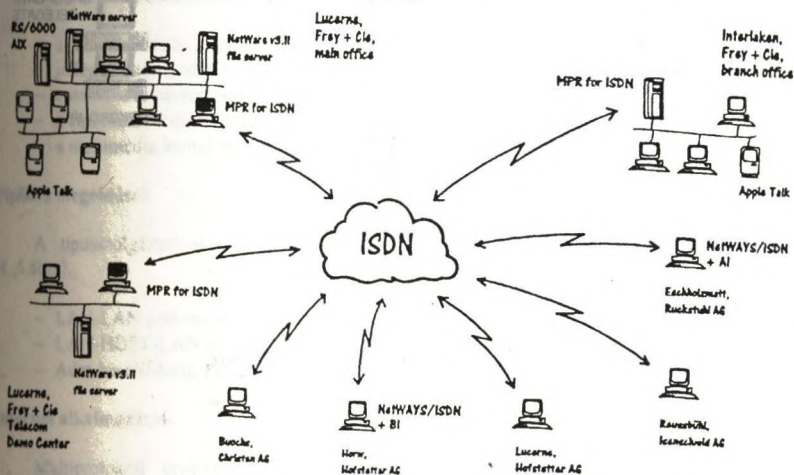 NetWare server
RS/6000
AIX
NetWare v3.11
file server
Lucerne,
Frey + Cie,
main office
MPR for ISDN
Apple Talk
MPR for ISDN
Interlaken,
Frey + Cie,
branch office
Apple Talk
ISDN
MPR for ISDN
NetWare v3.11
file server
Lucerne,
Frey + Cie
Telecom
Demo Center
NetWAYS/ISDN
+ AI
Eschholzmatt,
Ruckstuhl AG
Buochs,
Christen AG
NetWAYS/ISDN
+ BI
Horw,
Hofstetter AG
Lucerne,
Hofstetter AG